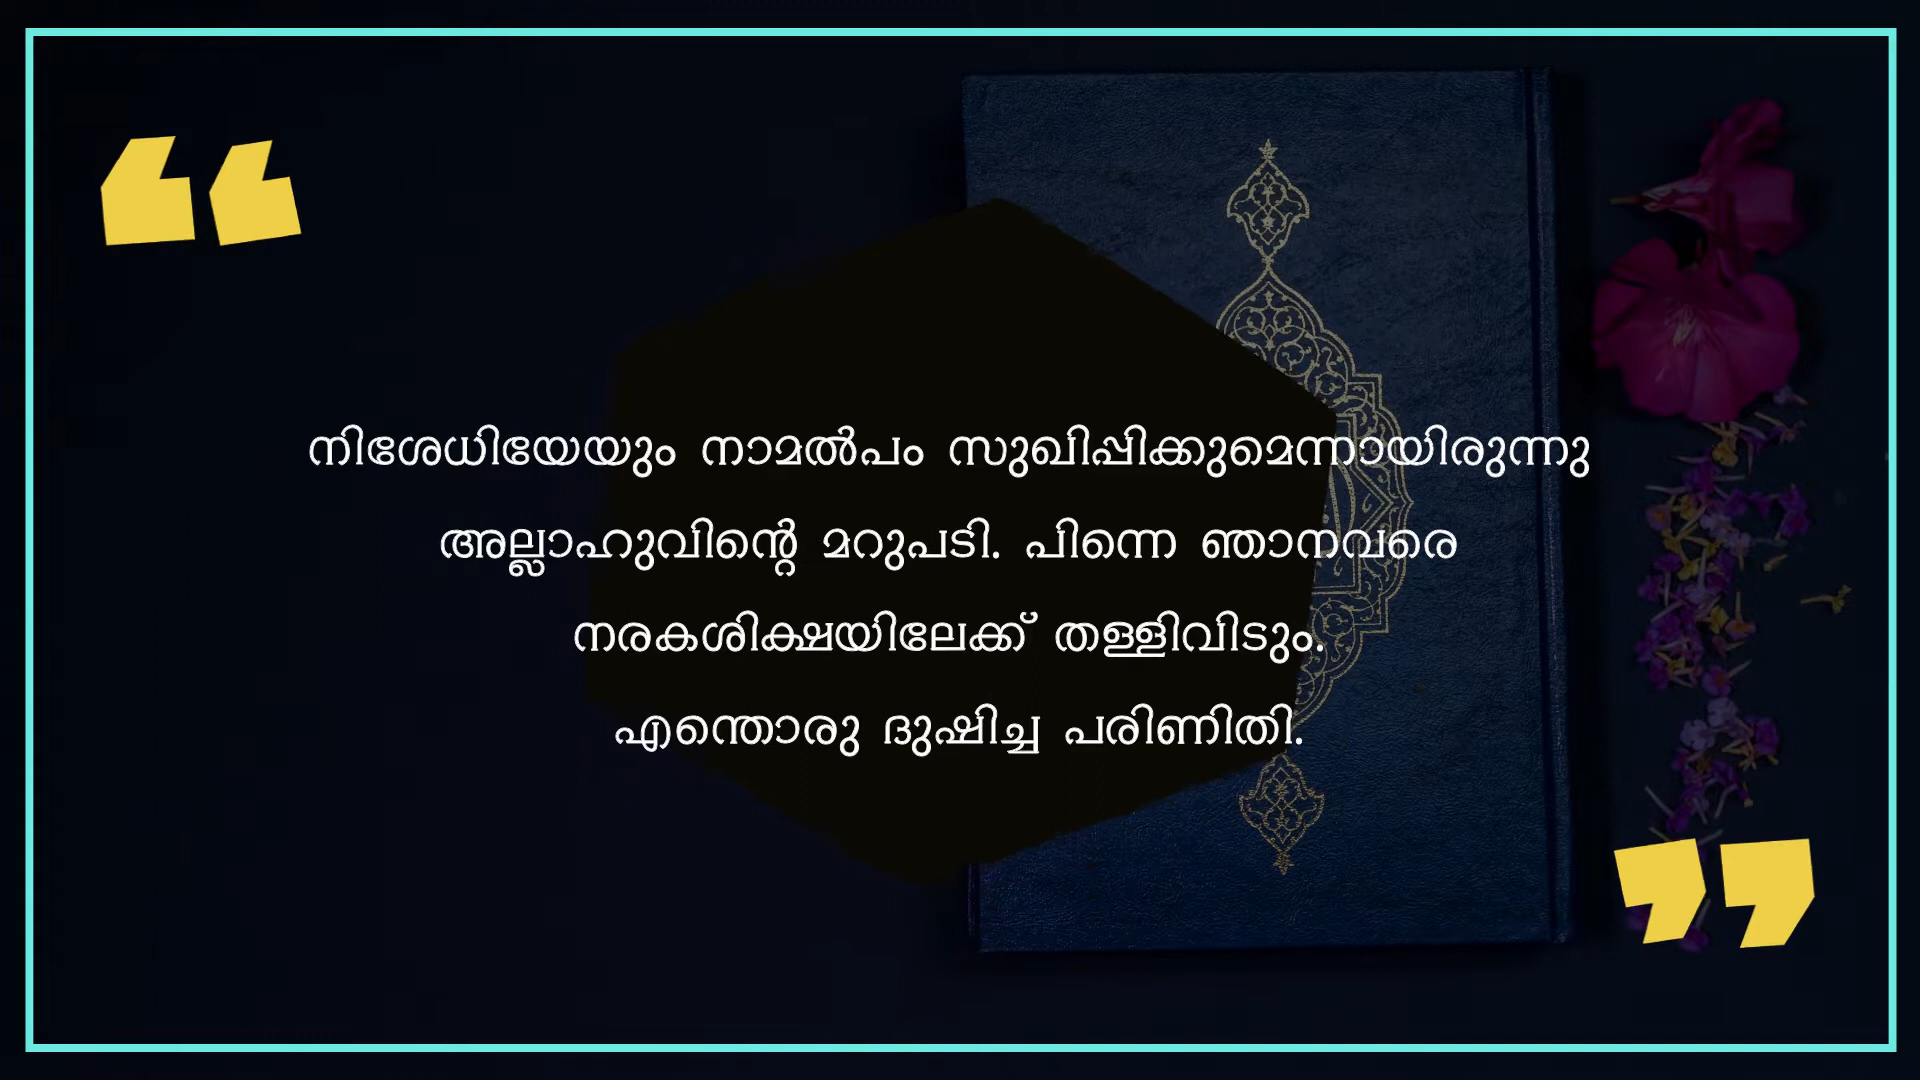 നിശേധിയേയും നാമൽപം സുഖിപ്പിക്കുമെന്നായിരുന്നു
അല്ലാഹുവിന്റെ മറുപടി. പിന്നെ ഞാനവരെ
നരകശിക്ഷയിലേക്ക് തള്ളിവിടും.
എന്തൊരു ദുഷിച്ച പരിണിതി.